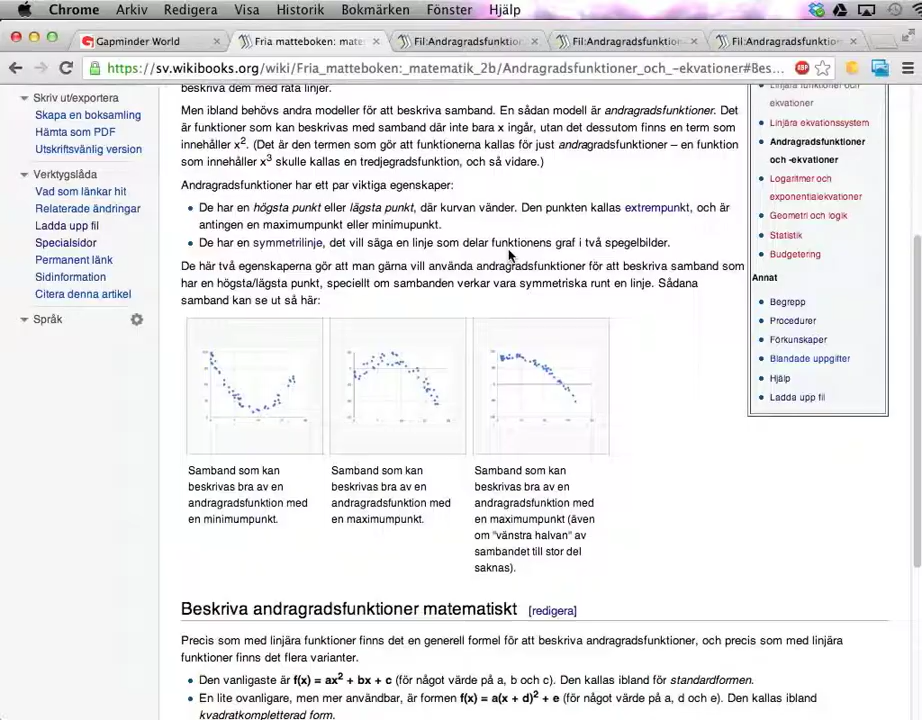 Chrome Arkiv Redigera Visa Historik Bokmärken Fönster Hjälp
Gapminder World × Fria matteboken: mate × Fil:Andragradsfunktion × Fil:Andragradsfunktion × Fil:Andragradsfunktion ×
https://sv.wikibooks.org/wiki/Fria_matteboken:_matematik_2b/Andragradsfunktioner_och_-ekvationer#Bes...
Skriv ut/exportera
Skapa en boksamling
Hämta som PDF
Utskriftsvänlig version
Verktygslåda
Vad som länkar hit
Relaterade ändringar
Ladda upp fil
Specialsidor
Permanent länk
Sidinformation
Citera denna artikel
Språk
beskriva dem med räta linjer.
Men ibland behövs andra modeller för att beskriva samband. En sådan modell är andragradsfunktioner. Det
är funktioner som kan beskrivas med samband där inte bara x ingår, utan det dessutom finns en term som
innehåller x². (Det är den termen som gör att funktionerna kallas för just andragradsfunktioner – en funktion
som innehåller x³ skulle kallas en tredjegradsfunktion, och så vidare.)
Andragradsfunktioner har ett par viktiga egenskaper:
De har en högsta punkt eller lägsta punkt, där kurvan vänder. Den punkten kallas extrempunkt, och är
antingen en maximumpunkt eller minimumpunkt.
De har en symmetrilinje, det vill säga en linje som delar funktionens graf i två spegelbilder.
De här två egenskaperna gör att man gärna vill använda andragradsfunktioner för att beskriva samband som
har en högsta/lägsta punkt, speciellt om sambanden verkar vara symmetriska runt en linje. Sådana
samband kan se ut så här:
Samband som kan
beskrivas bra av en
andragradsfunktion med
en minimumpunkt.
Samband som kan
beskrivas bra av en
andragradsfunktion med
en maximumpunkt.
Samband som kan
beskrivas bra av en
andragradsfunktion med
en maximumpunkt (även
om "vänstra halvan" av
sambandet till stor del
saknas).
Beskriva andragradsfunktioner matematiskt [redigera]
Precis som med linjära funktioner finns det en generell formel för att beskriva andragradsfunktioner, och precis som med linjära
funktioner finns det flera varianter.
Den vanligaste är f(x) = ax² + bx + c (för något värde på a, b och c). Den kallas ibland för standardformen.
En lite ovanligare, men mer användbar, är formen f(x) = a(x + d)² + e (för något värde på a, d och e). Den kallas ibland
kvadratkompletterad form.
Linjära funktioner och
ekvationer
Linjära ekvationssystem
Andragradsfunktioner
och -ekvationer
Logaritmer och
exponentialekvationer
Geometri och logik
Statistik
Budgetering
Annat
Begrepp
Procedurer
Förkunskaper
Blandade uppgifter
Hjälp
Ladda upp fil